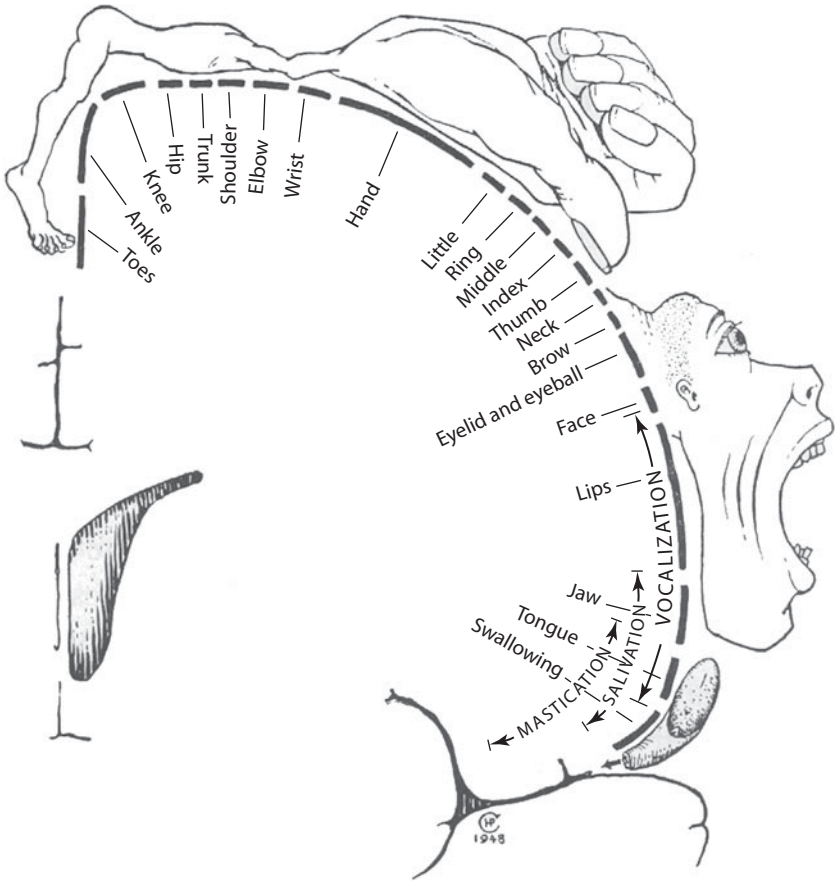 Toes
Ankle
Knee
Hip
Trunk
Shoulder
Elbow
Wrist
Hand
Little
Ring
Middle
Index
Thumb
Neck
Brow
Eyelid and eyeball
Face
Lips
VOCALIZATION
Jaw
SALIVATION
Tongue
Swallowing
MASTICATION
HP
1948